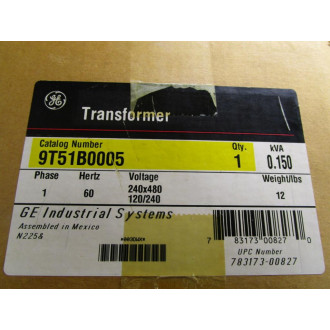 GE
Transformer
Catalog Number
9T51B0005
Qty.
1
kVA
0.150
Phase Hertz Voltage
1 60 240x480
120/240
Weight/lbs
12
GE Industrial Systems
Assembled in Mexico
N225&
7 83173 00827 0
UPC Number
783173-00827